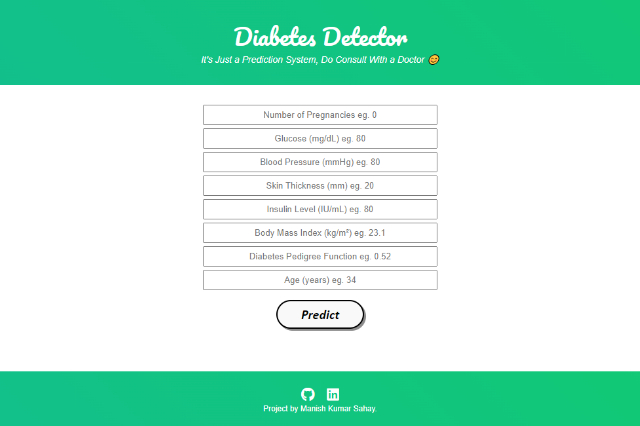 Diabetes Detector
It's Just a Prediction System, Do Consult With a Doctor 😊
Number of Pregnancies eg. 0
Glucose (mg/dL) eg. 80
Blood Pressure (mmHg) eg. 80
Skin Thickness (mm) eg. 20
Insulin Level (IU/mL) eg. 80
Body Mass Index (kg/m²) eg. 23.1
Diabetes Pedigree Function eg. 0.52
Age (years) eg. 34
Predict
in
Project by Manish Kumar Sahay.